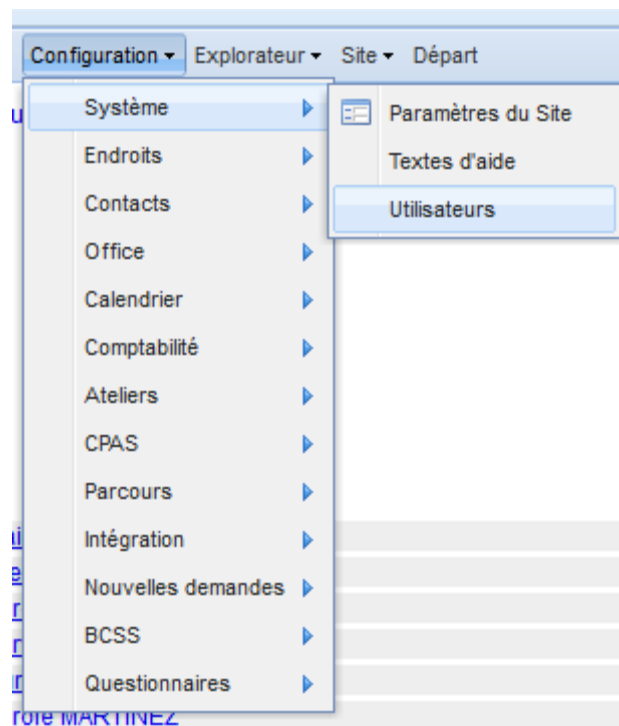 Configuration Explorateur Site Départ
Système
Endroits
Contacts
Office
Calendrier
Comptabilité
Ateliers
CPAS
Parcours
Intégration
Nouvelles demandes
BCSS
Questionnaires
Paramètres du Site
Textes d'aide
Utilisateurs
MARTINEZ